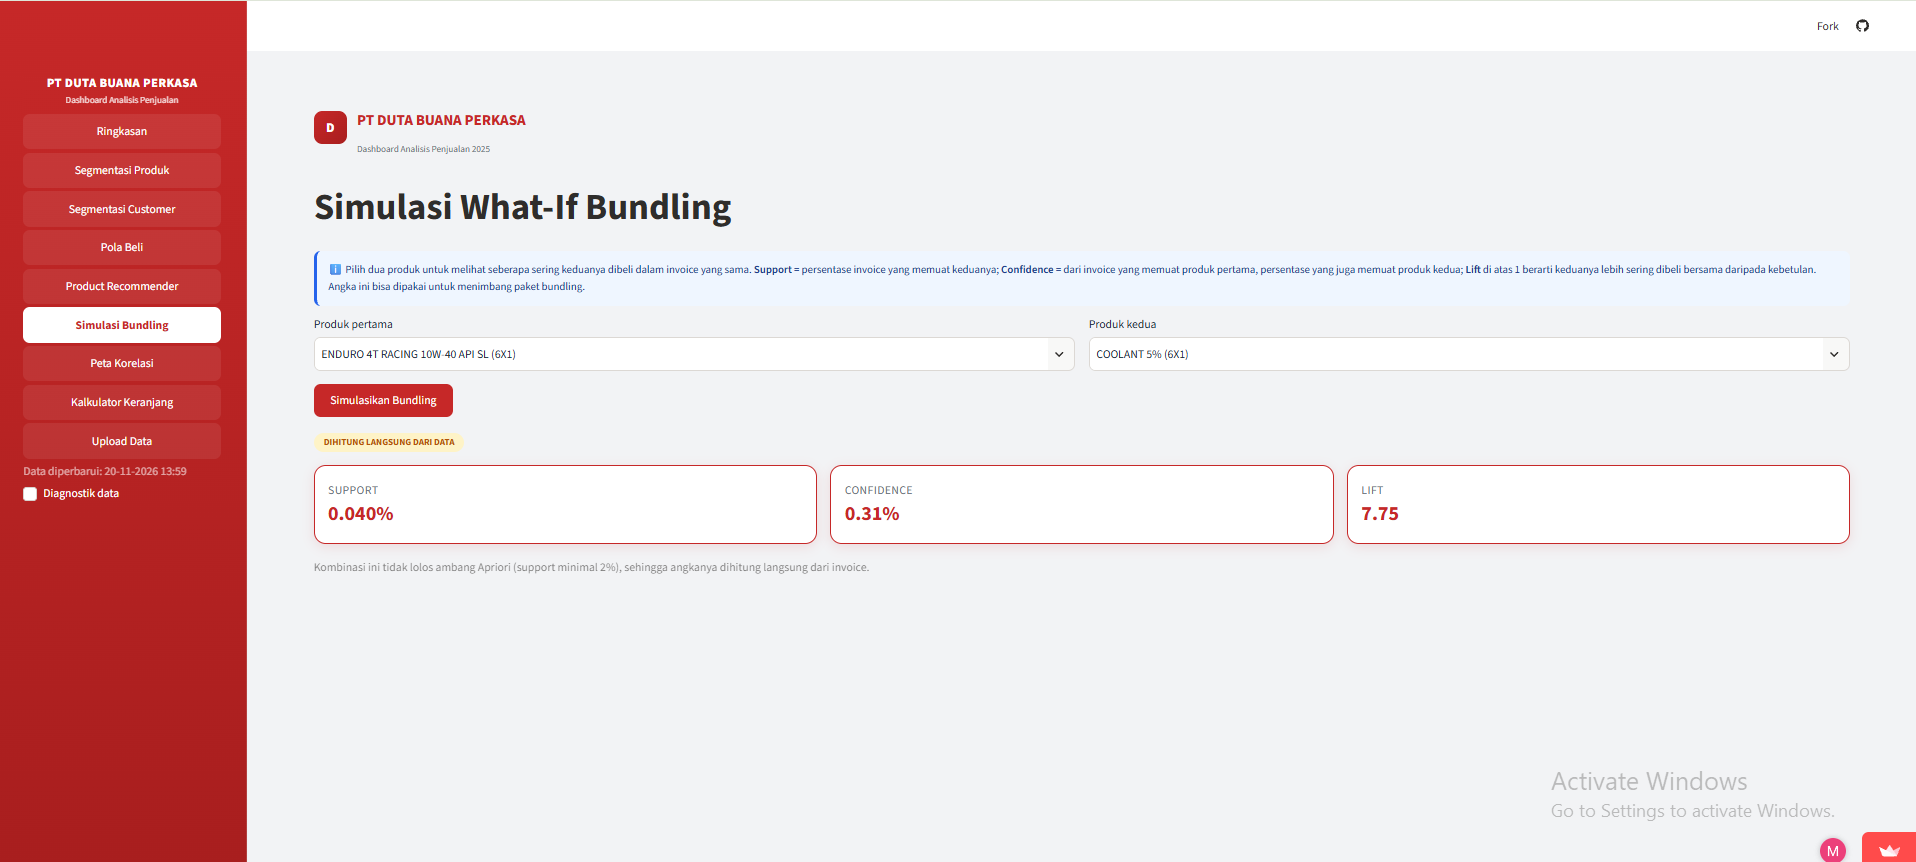 Fork
PT DUTA BUANA PERKASA
Dashboard Analisis Penjualan
Ringkasan
Segmentasi Produk
Segmentasi Customer
Pola Beli
Product Recommender
Simulasi Bundling
Peta Korelasi
Kalkulator Keranjang
Upload Data
Data diperbarui: 20-11-2026 13:59
Diagnostik data
D
PT DUTA BUANA PERKASA
Dashboard Analisis Penjualan 2025
Simulasi What-If Bundling
Pilih dua produk untuk melihat seberapa sering keduanya dibeli dalam invoice yang sama. Support = persentase invoice yang memuat keduanya; Confidence = dari invoice yang memuat produk pertama, persentase yang juga memuat produk kedua; Lift di atas 1 berarti keduanya lebih sering dibeli bersama daripada kebetulan.
Angka ini bisa dipakai untuk menimbang paket bundling.
Produk pertama
Produk kedua
ENDURO 4T RACING 10W-40 API SL (6X1)
COOLANT 5% (6X1)
Simulasikan Bundling
DIHITUNG LANGSUNG DARI DATA
SUPPORT
0.040%
CONFIDENCE
0.31%
LIFT
7.75
Kombinasi ini tidak lolos ambang Apriori (support minimal 2%), sehingga angkanya dihitung langsung dari invoice.
Activate Windows
Go to Settings to activate Windows.
M